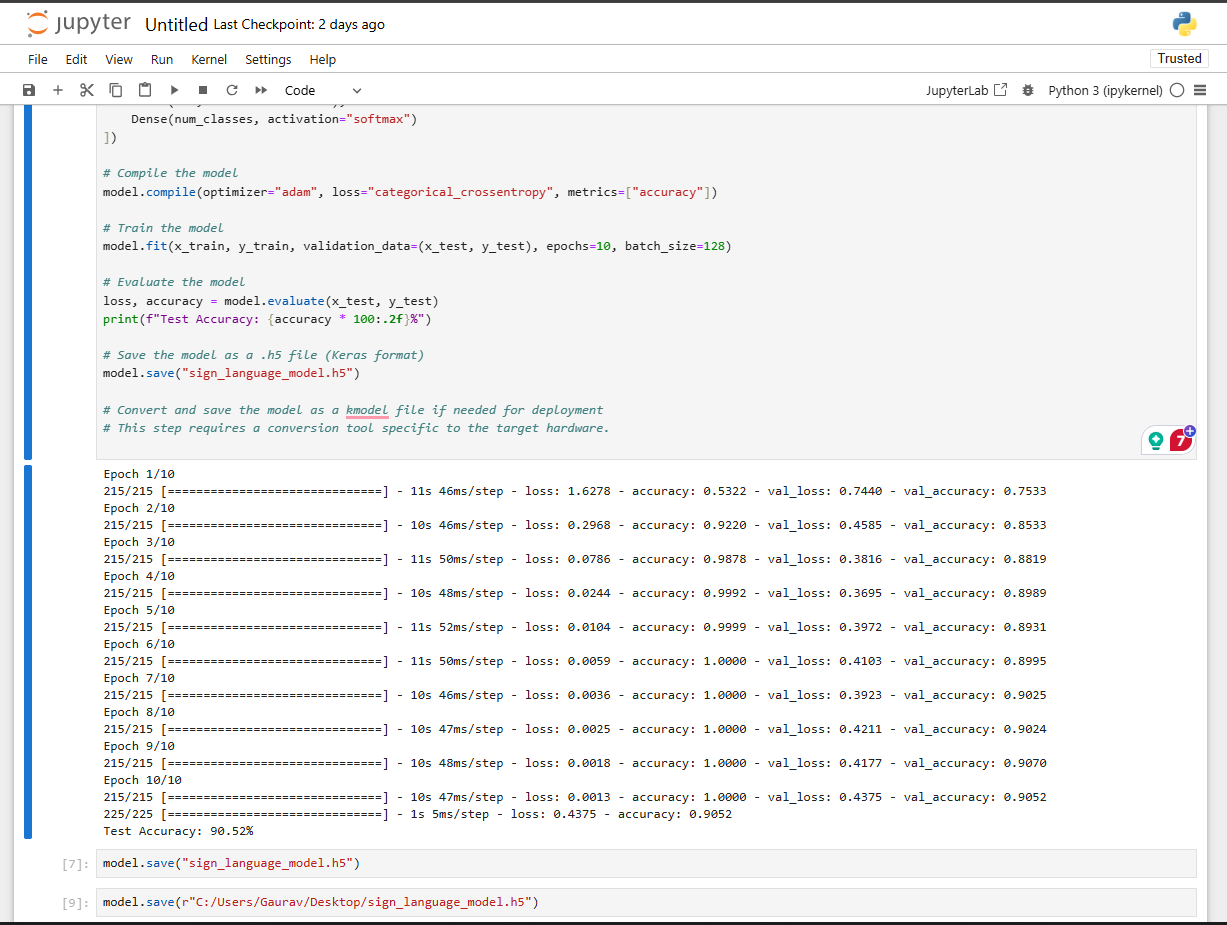 jupyter Untitled Last Checkpoint: 2 days ago
File Edit View Run Kernel Settings Help
Trusted
Code
JupyterLab
Python 3 (ipykernel)
Dense(num_classes, activation="softmax")
])
# Compile the model
model.compile(optimizer="adam", loss="categorical_crossentropy", metrics=["accuracy"])
# Train the model
model.fit(x_train, y_train, validation_data=(x_test, y_test), epochs=10, batch_size=128)
# Evaluate the model
loss, accuracy = model.evaluate(x_test, y_test)
print(f"Test Accuracy: {accuracy * 100:.2f}%")
# Save the model as a .h5 file (Keras format)
model.save("sign_language_model.h5")
# Convert and save the model as a kmodel file if needed for deployment
# This step requires a conversion tool specific to the target hardware.
7
Epoch 1/10
215/215 [==============================] - 11s 46ms/step - loss: 1.6278 - accuracy: 0.5322 - val_loss: 0.7440 - val_accuracy: 0.7533
Epoch 2/10
215/215 [==============================] - 10s 46ms/step - loss: 0.2968 - accuracy: 0.9220 - val_loss: 0.4585 - val_accuracy: 0.8533
Epoch 3/10
215/215 [==============================] - 11s 50ms/step - loss: 0.0786 - accuracy: 0.9878 - val_loss: 0.3816 - val_accuracy: 0.8819
Epoch 4/10
215/215 [==============================] - 10s 48ms/step - loss: 0.0244 - accuracy: 0.9992 - val_loss: 0.3695 - val_accuracy: 0.8989
Epoch 5/10
215/215 [==============================] - 11s 52ms/step - loss: 0.0104 - accuracy: 0.9999 - val_loss: 0.3972 - val_accuracy: 0.8931
Epoch 6/10
215/215 [==============================] - 11s 50ms/step - loss: 0.0059 - accuracy: 1.0000 - val_loss: 0.4103 - val_accuracy: 0.8995
Epoch 7/10
215/215 [==============================] - 10s 46ms/step - loss: 0.0036 - accuracy: 1.0000 - val_loss: 0.3923 - val_accuracy: 0.9025
Epoch 8/10
215/215 [==============================] - 10s 47ms/step - loss: 0.0025 - accuracy: 1.0000 - val_loss: 0.4211 - val_accuracy: 0.9024
Epoch 9/10
215/215 [==============================] - 10s 48ms/step - loss: 0.0018 - accuracy: 1.0000 - val_loss: 0.4177 - val_accuracy: 0.9070
Epoch 10/10
215/215 [==============================] - 10s 47ms/step - loss: 0.0013 - accuracy: 1.0000 - val_loss: 0.4375 - val_accuracy: 0.9052
225/225 [==============================] - 1s 5ms/step - loss: 0.4375 - accuracy: 0.9052
Test Accuracy: 90.52%
[7]: model.save("sign_language_model.h5")
[9]: model.save(r"C:/Users/Gaurav/Desktop/sign_language_model.h5")